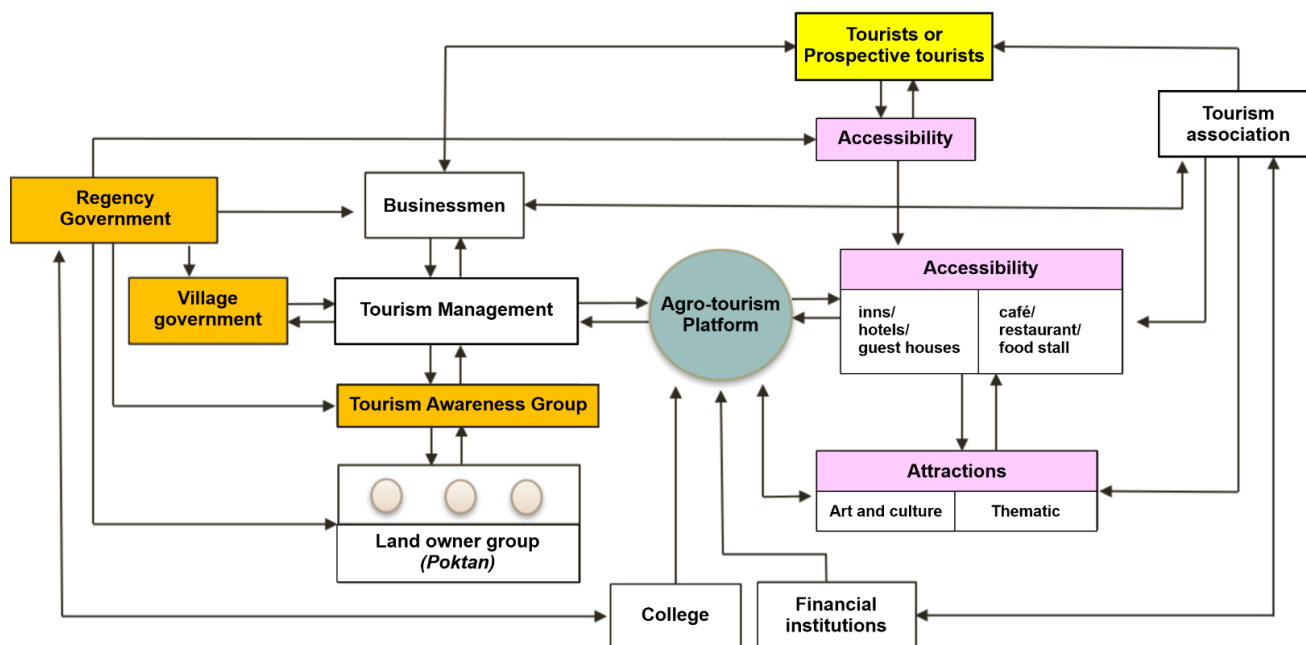 Tourists or
Prospective tourists
Tourism
association
Accessibility
Regency
Government
Businessmen
Village
government
Tourism Management
Agro-tourism
Platform
Accessibility
inns/
hotels/
guest houses
café/
restaurant/
food stall
Tourism Awareness Group
Attractions
Art and culture
Thematic
Land owner group
(Poktan)
College
Financial
institutions